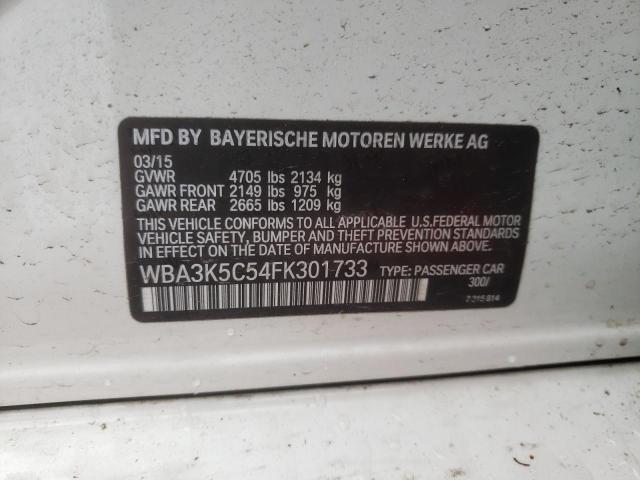 MFD BY BAYERISCHE MOTOREN WERKE AG
03/15
GVWR 4705 lbs 2134 kg
GAWR FRONT 2149 lbs 975 kg
GAWR REAR 2665 lbs 1209 kg
THIS VEHICLE CONFORMS TO ALL APPLICABLE U.S.FEDERAL MOTOR
VEHICLE SAFETY, BUMPER AND THEFT PREVENTION STANDARDS
IN EFFECT ON THE DATE OF MANUFACTURE SHOWN ABOVE.
WBA3K5C54FK301733 TYPE: PASSENGER CAR
300/
7315814